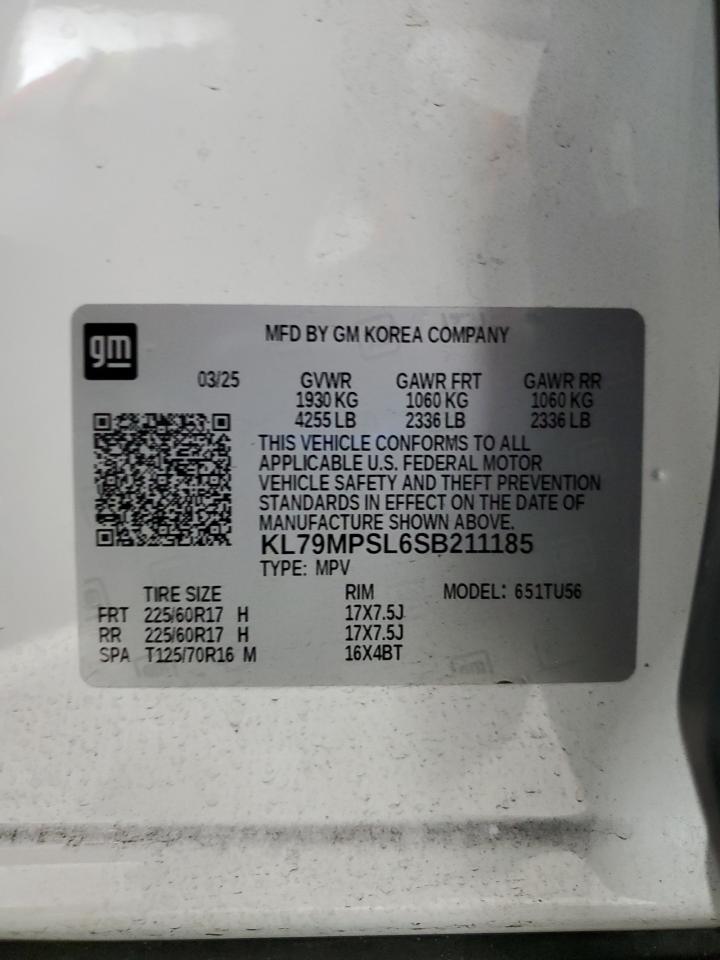 gm
MFD BY GM KOREA COMPANY
03/25 GVWR GAWR FRT GAWR RR
1930 KG 1060 KG 1060 KG
4255 LB 2336 LB 2336 LB
THIS VEHICLE CONFORMS TO ALL
APPLICABLE U.S. FEDERAL MOTOR
VEHICLE SAFETY AND THEFT PREVENTION
STANDARDS IN EFFECT ON THE DATE OF
MANUFACTURE SHOWN ABOVE.
KL79MPSL6SB211185
TYPE: MPV
TIRE SIZE RIM MODEL: 651TU56
FRT 225/60R17 H 17X7.5J
RR 225/60R17 H 17X7.5J
SPA T125/70R16 M 16X4BT